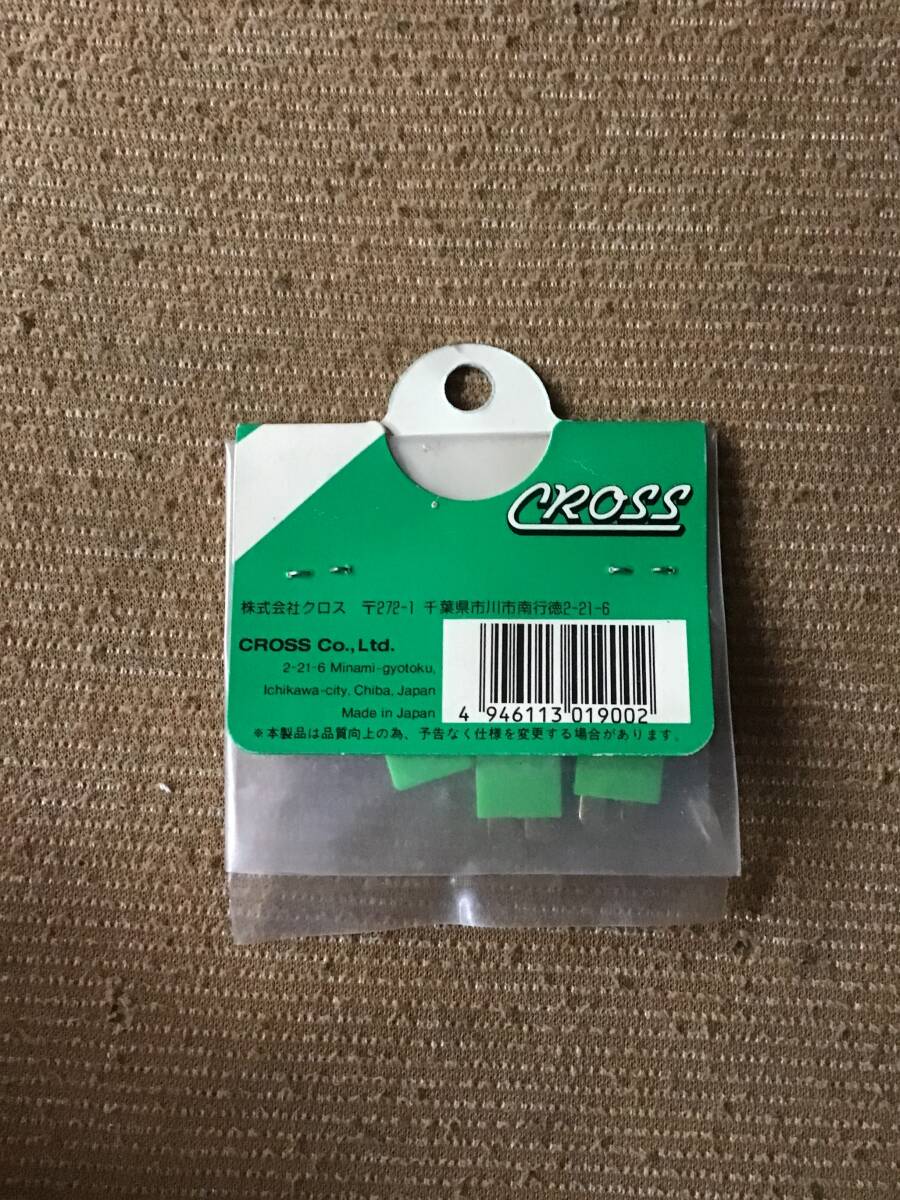 CROSS
株式会社クロス 〒272-1 千葉県市川市南行徳2-21-6
CROSS Co., Ltd.
2-21-6 Minami-gyotoku,
Ichikawa-city, Chiba, Japan
Made in Japan
4 946113 019002
※本製品は品質向上の為、予告なく仕様を変更する場合があります。